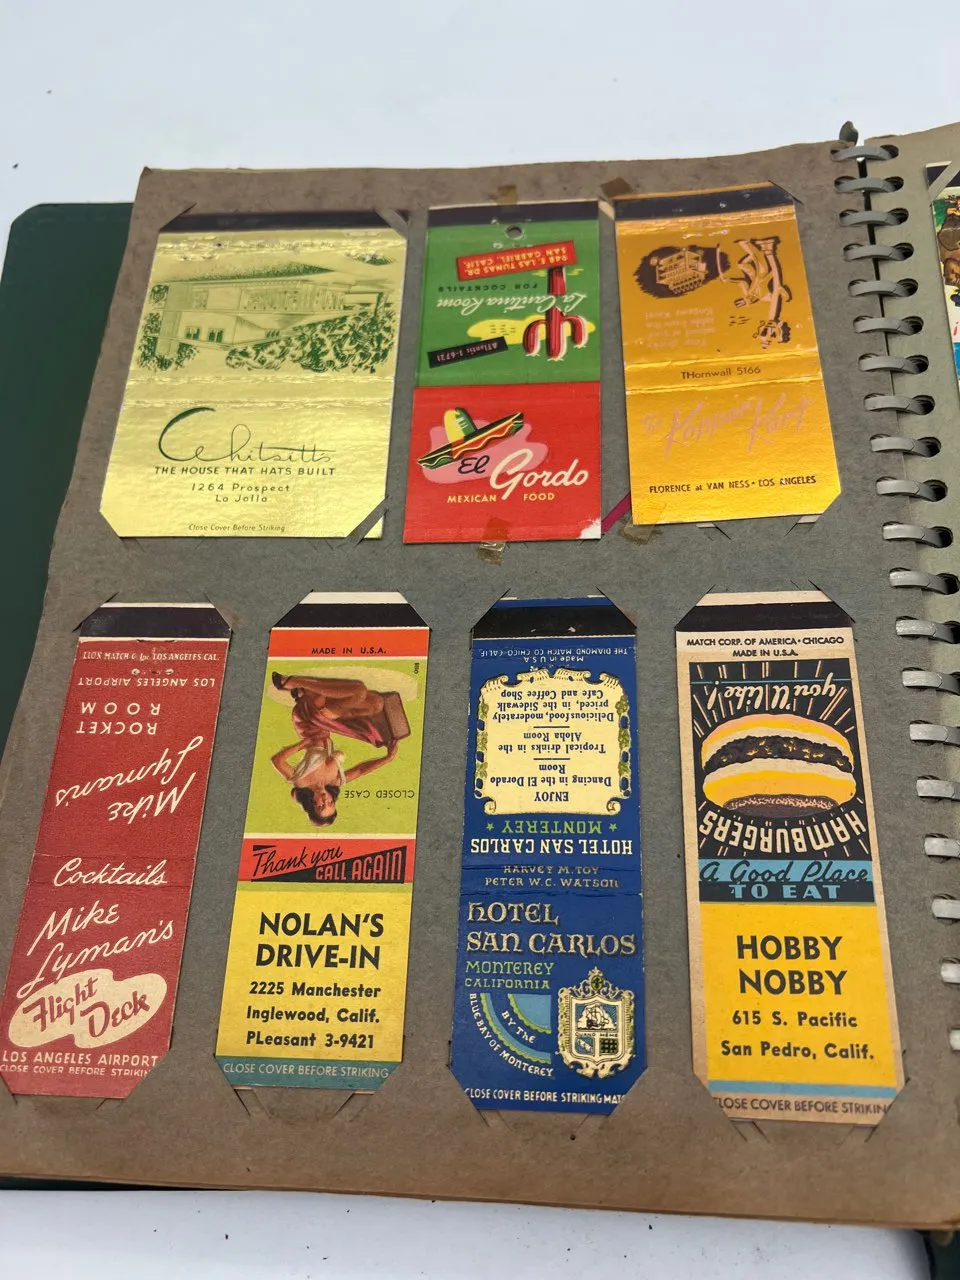 Whitsett's
THE HOUSE THAT HATS BUILT
1264 Prospect
La Jolla
Close Cover Before Striking
948 E LAS TUNAS DR.
SAN GABRIEL, CALIF.
FOR COCKTAILS
La Cantina Room
Atlantic 1-6721
El Gordo
MEXICAN FOOD
THornwall 5166
FLORENCE at VAN NESS • LOS ANGELES
LION MATCH Co Inc. LOS ANGELES CAL.
LOS ANGELES AIRPORT
ROCKET
ROOM
Mike
Lyman's
Cocktails
Mike
Lyman's
Flight
Deck
LOS ANGELES AIRPORT
CLOSE COVER BEFORE STRIKIN
MADE IN U.S.A.
CLOSED CASE
Thank you
CALL AGAIN
NOLAN'S
DRIVE-IN
2225 Manchester
Inglewood, Calif.
PLeasant 3-9421
CLOSE COVER BEFORE STRIKING
THE DIAMOND MATCH CO CHICO-CALIF.
Made in U.S.A
ENJOY
Dancing in the El Dorado
Room
Tropical drinks in the
Aloha Room
Delicious food, moderately
priced, in the Sidewalk
Cafe and Coffee Shop
HOTEL SAN CARLOS
★ MONTEREY ★
HARVEY M. TOY
PETER W.C. WATSON
HOTEL
SAN CARLOS
MONTEREY
CALIFORNIA
BY THE
BLUE BAY OF MONTEREY
CLOSE COVER BEFORE STRIKING MATC
MATCH CORP. OF AMERICA • CHICAGO
MADE IN U.S.A.
HAMBURGERS
you'll like!
A Good Place
TO EAT
HOBBY
NOBBY
615 S. Pacific
San Pedro, Calif.
CLOSE COVER BEFORE STRIKIN